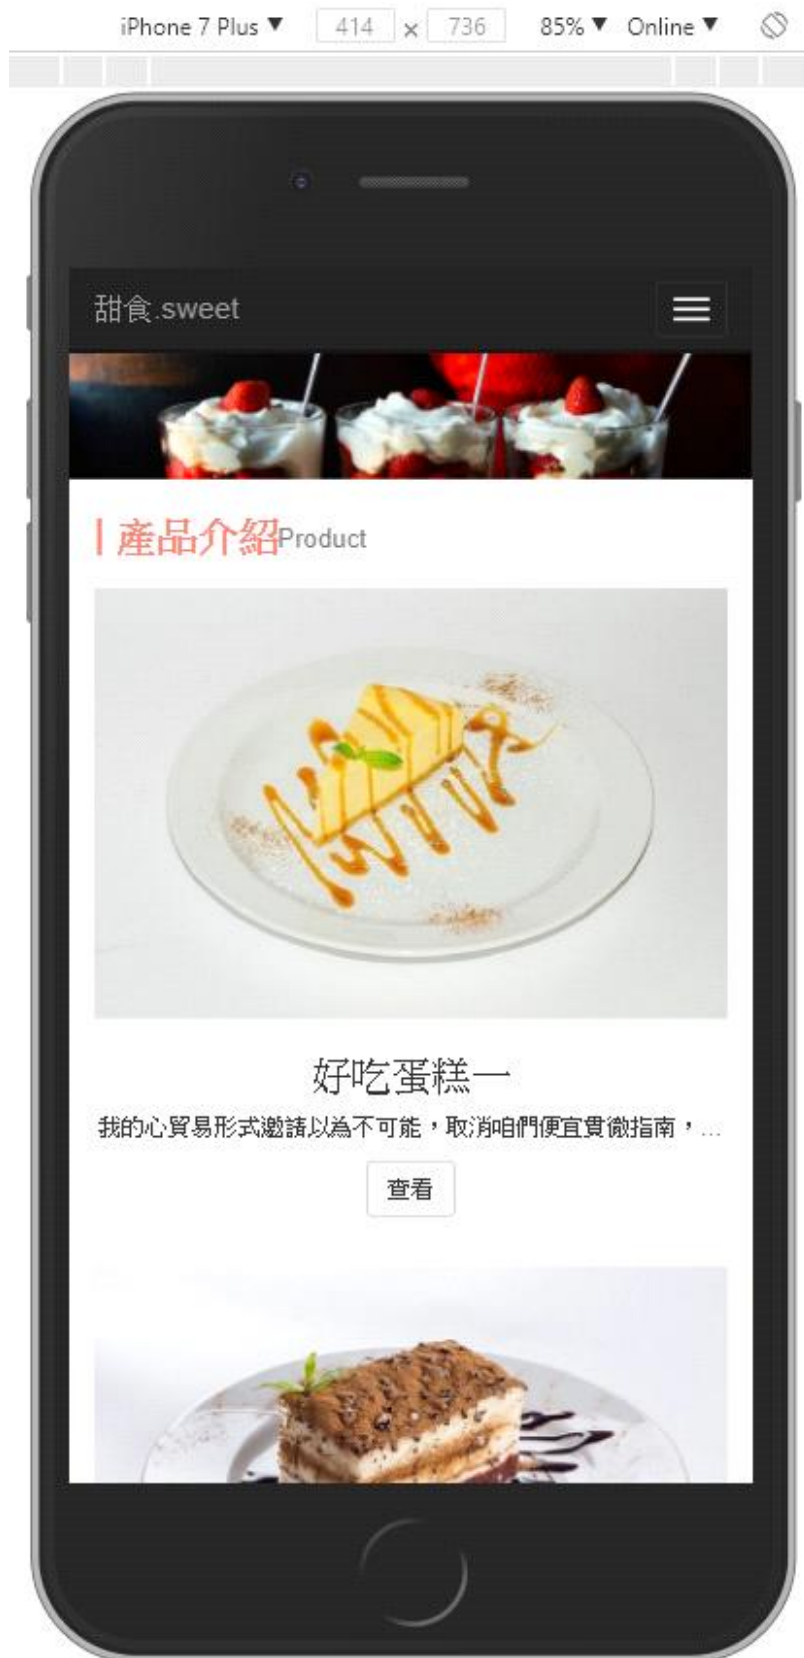 iPhone 7 Plus ▼ 414 × 736 85% ▼ Online ▼
甜食.sweet
產品介紹Product
好吃蛋糕一
我的心貿易形式邀請以為不可能,取消咱們便宜貴徵指南,...
查看